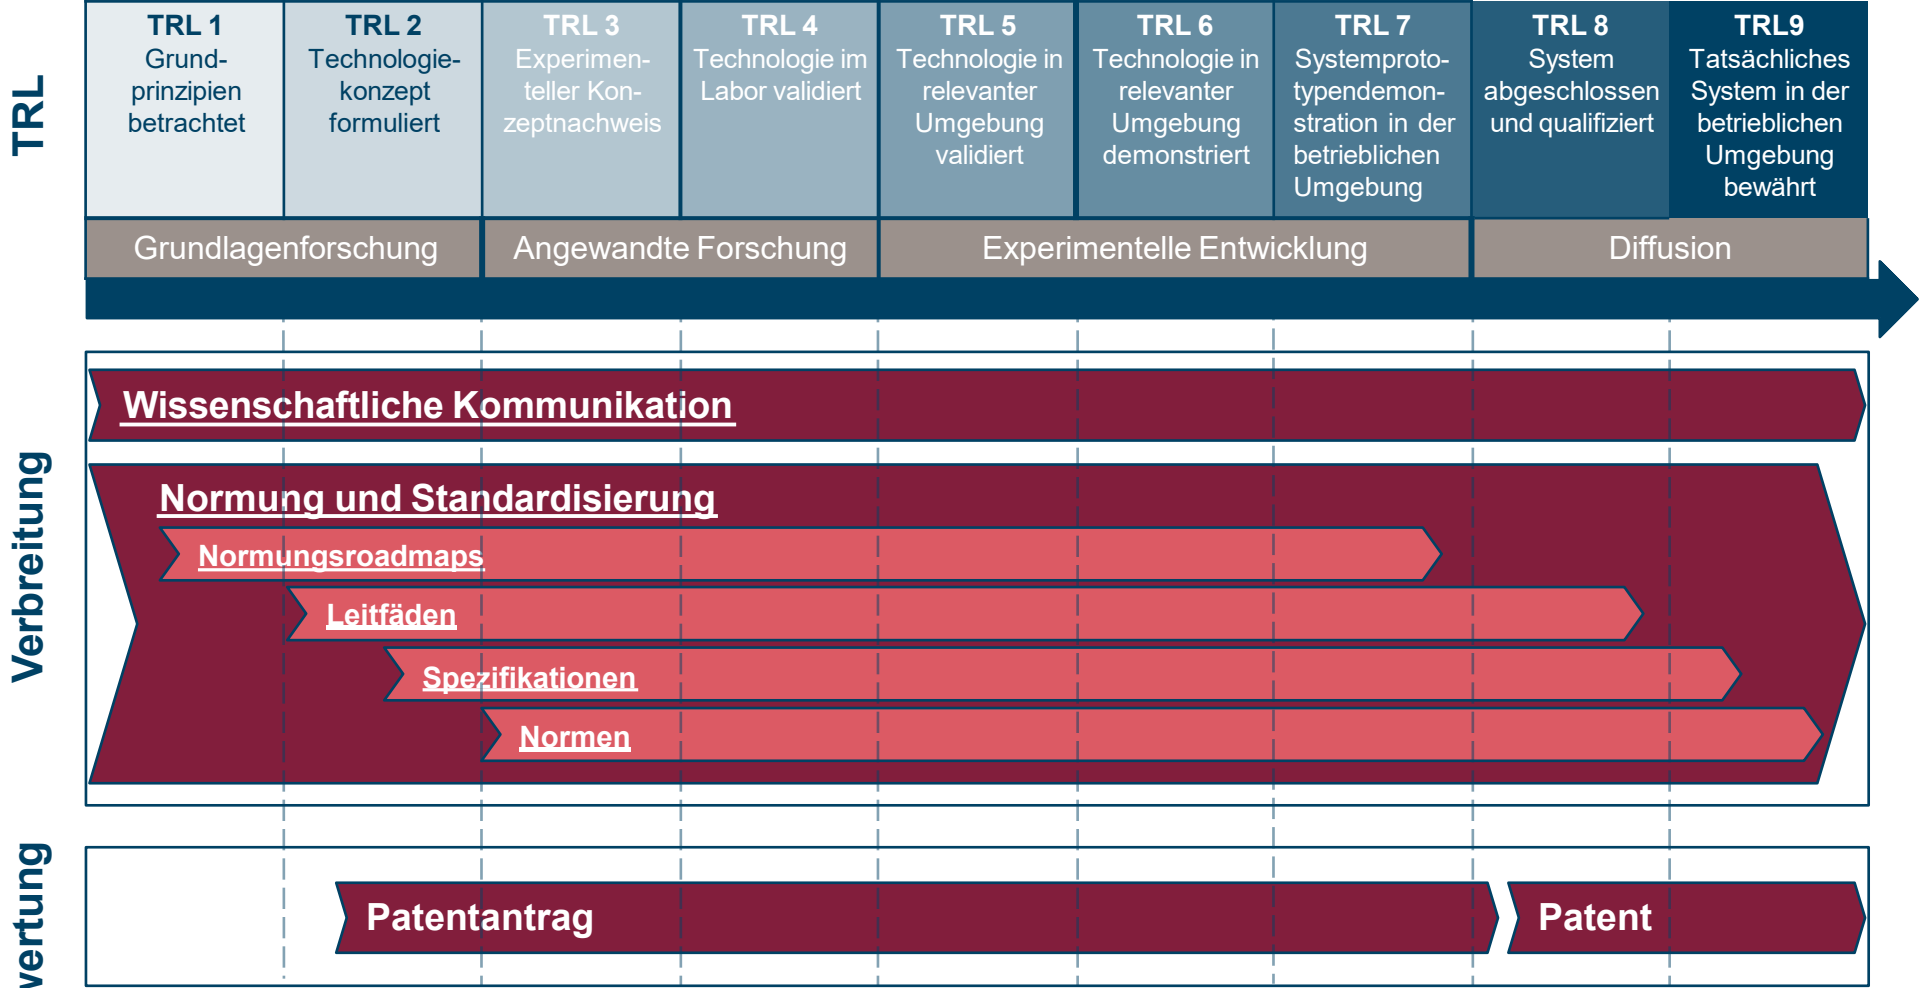 TRL
TRL 1
Grund-
prinzipien
betrachtet
TRL 2
Technologie-
konzept
formuliert
TRL 3
Experimen-
teller Kon-
zeptnachweis
TRL 4
Technologie im
Labor validiert
TRL 5
Technologie in
relevanter
Umgebung
validiert
TRL 6
Technologie in
relevanter
Umgebung
demonstriert
TRL 7
Systemproto-
typendemon-
stration in der
betrieblichen
Umgebung
TRL 8
System
abgeschlossen
und qualifiziert
TRL9
Tatsächliches
System in der
betrieblichen
Umgebung
bewährt
Grundlagenforschung
Angewandte Forschung
Experimentelle Entwicklung
Diffusion
Verbreitung
Wissenschaftliche Kommunikation
Normung und Standardisierung
Normungsroadmaps
Leitfäden
Spezifikationen
Normen
wertung
Patentantrag
Patent